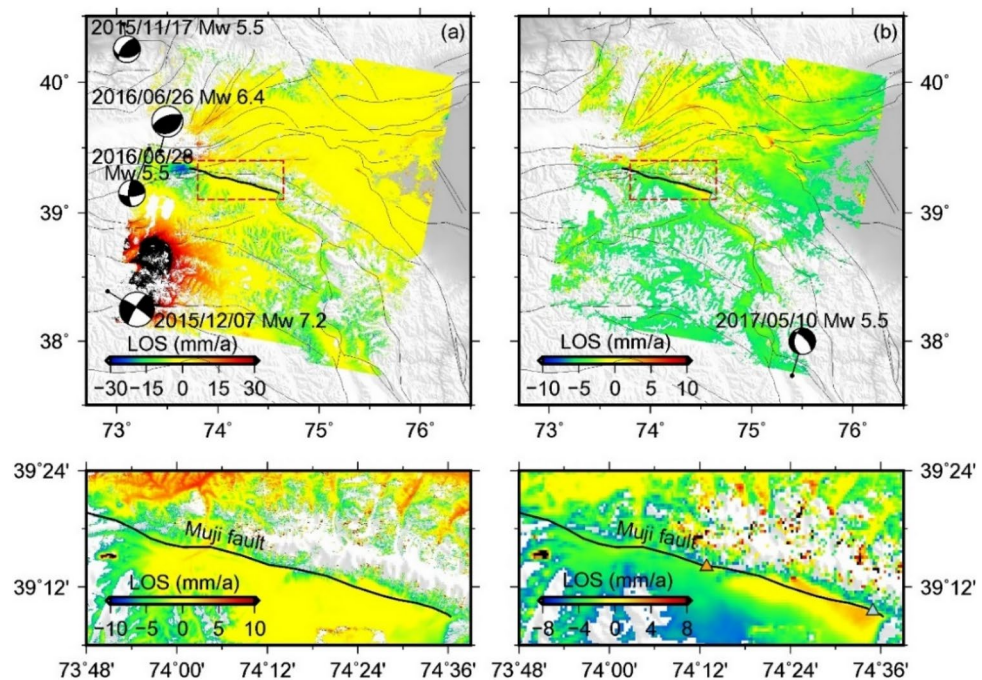 2015/11/17 Mw 5.5
(a)
2016/06/26 Mw 6.4
2016/06/28
Mw 5.5
2015/12/07 Mw 7.2
LOS (mm/a)
−30 −15 0 15 30
40°
39°
38°
73° 74° 75° 76°
(b)
2017/05/10 Mw 5.5
LOS (mm/a)
−10 −5 0 5 10
40°
39°
38°
73° 74° 75° 76°
39°24'
39°12'
Muji fault
LOS (mm/a)
−10 −5 0 5 10
73°48' 74°00' 74°12' 74°24' 74°36'
Muji fault
LOS (mm/a)
−8 −4 0 4 8
39°24'
39°12'
73°48' 74°00' 74°12' 74°24' 74°36'